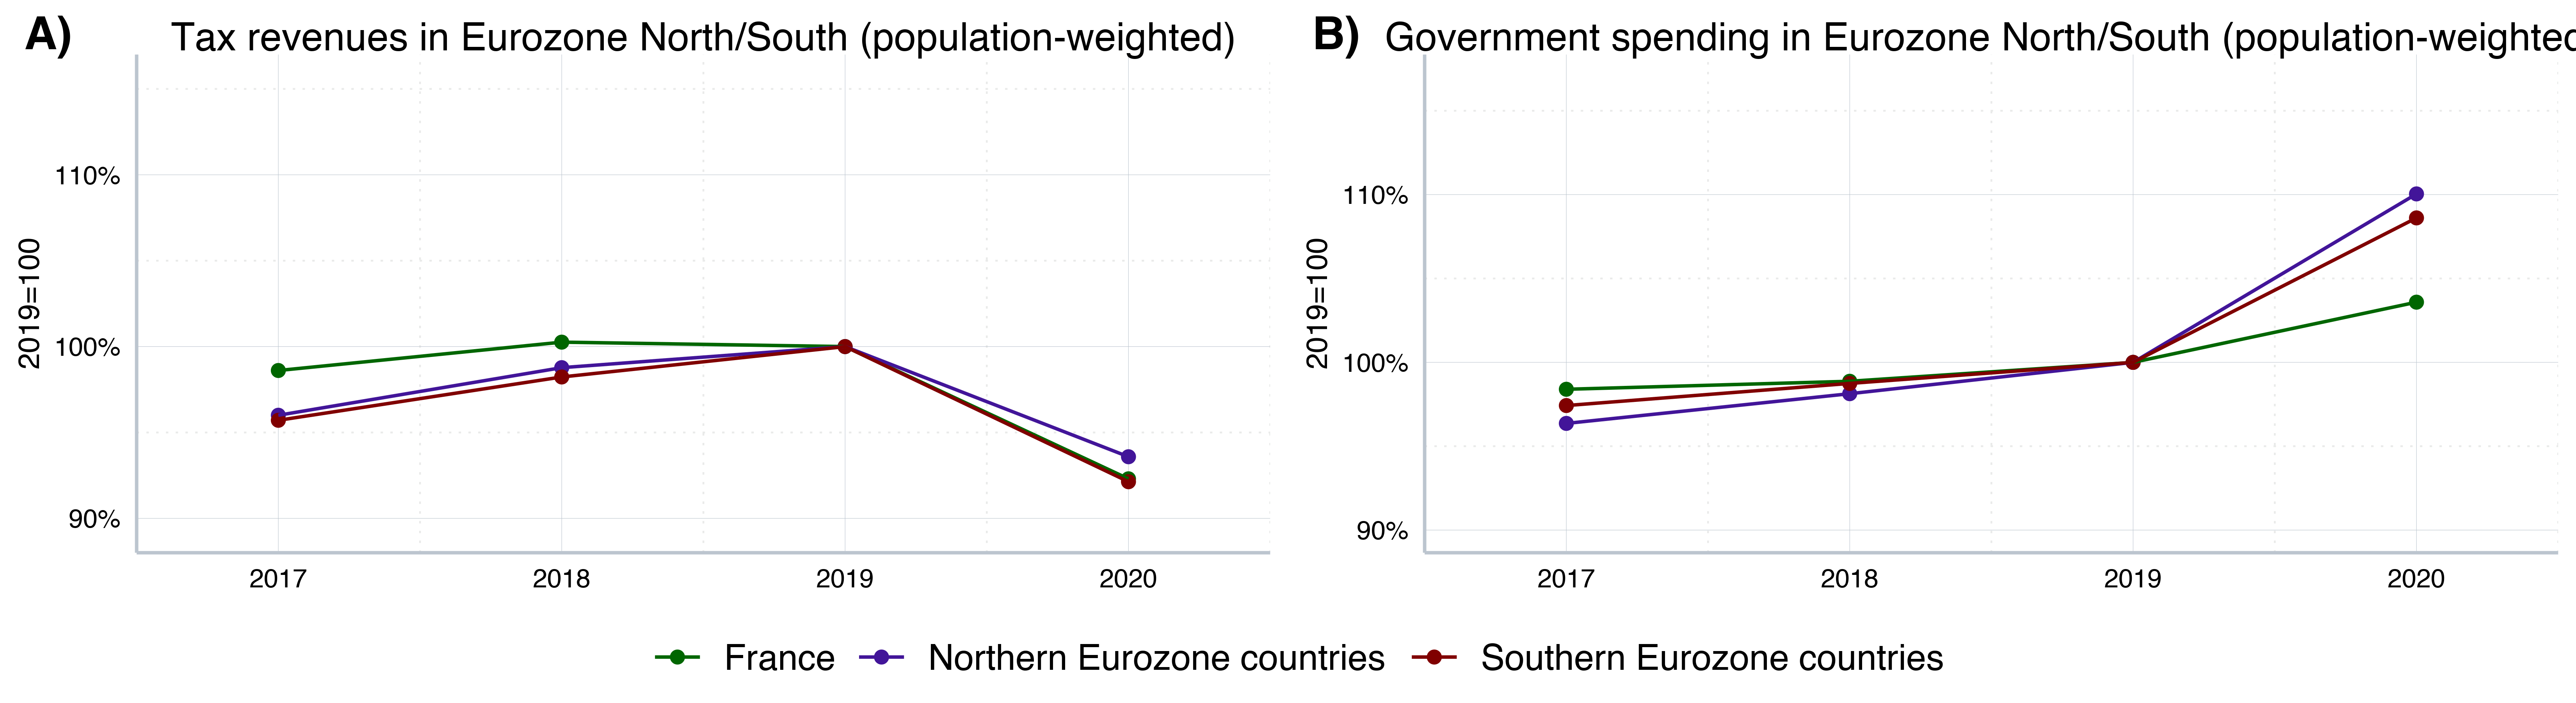 A) Tax revenues in Eurozone North/South (population-weighted)
110%
100%
90%
2019=100
2017 2018 2019 2020
B) Government spending in Eurozone North/South (population-weighted
110%
100%
90%
2019=100
2017 2018 2019 2020
France Northern Eurozone countries Southern Eurozone countries